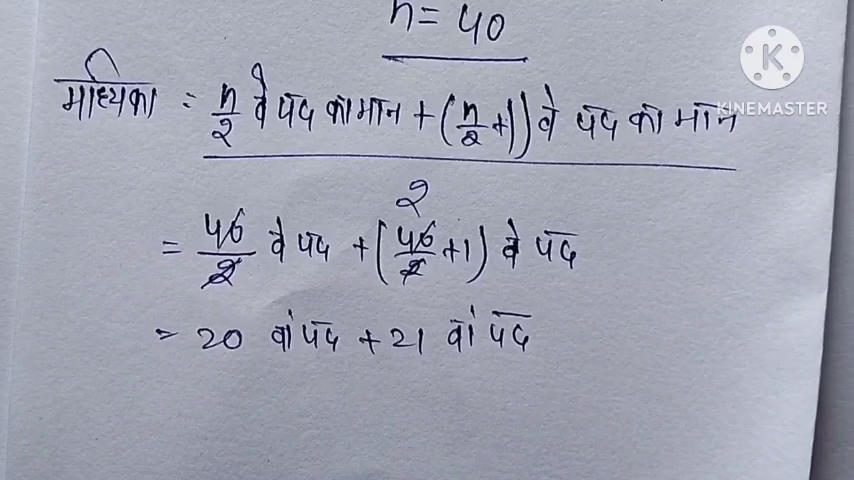 n = 40
KINEMASTER
माध्यिका = n/2 वे पद का मान + (n/2 + 1) वे पद का मान
2
= 40/2 वे पद + (40/2 + 1) वे पद
= 20 वां पद + 21 वां पद